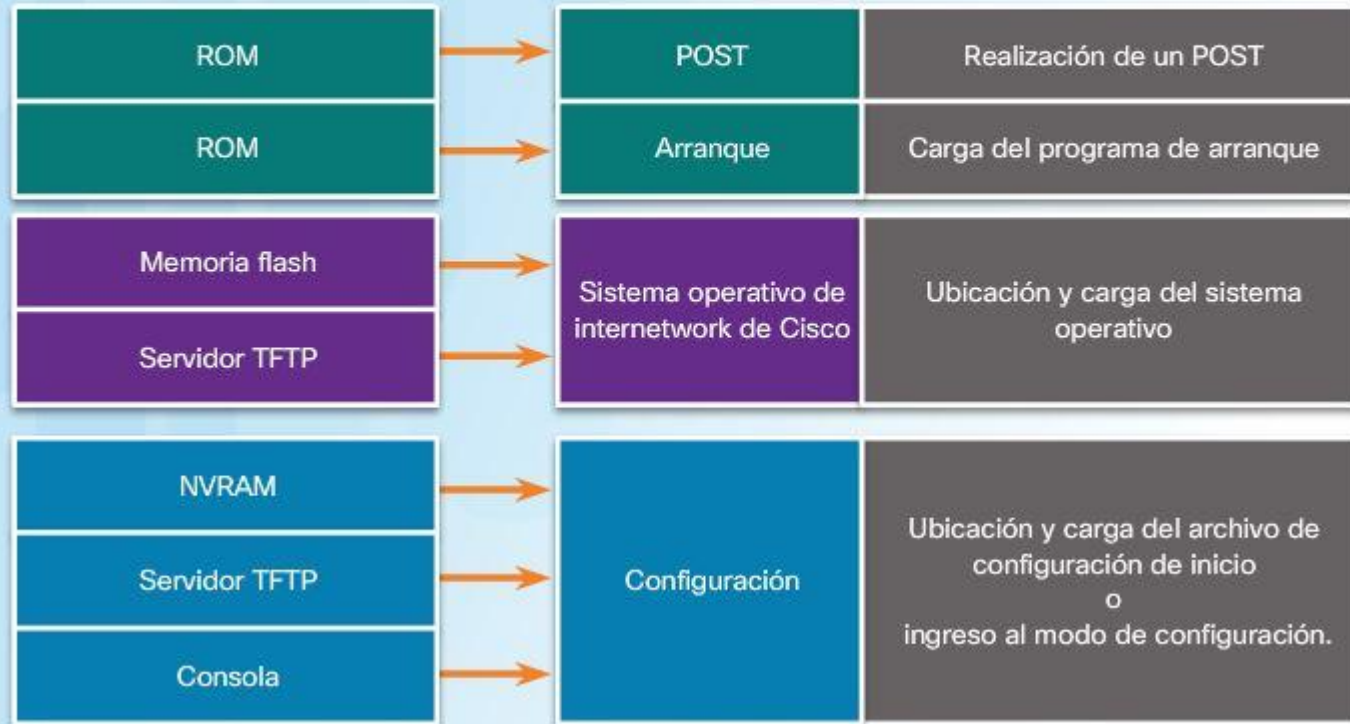 ROM
POST
Realización de un POST
ROM
Arranque
Carga del programa de arranque
Memoria flash
Servidor TFTP
Sistema operativo de
internetwork de Cisco
Ubicación y carga del sistema
operativo
NVRAM
Servidor TFTP
Consola
Configuración
Ubicación y carga del archivo de
configuración de inicio
o
ingreso al modo de configuración.